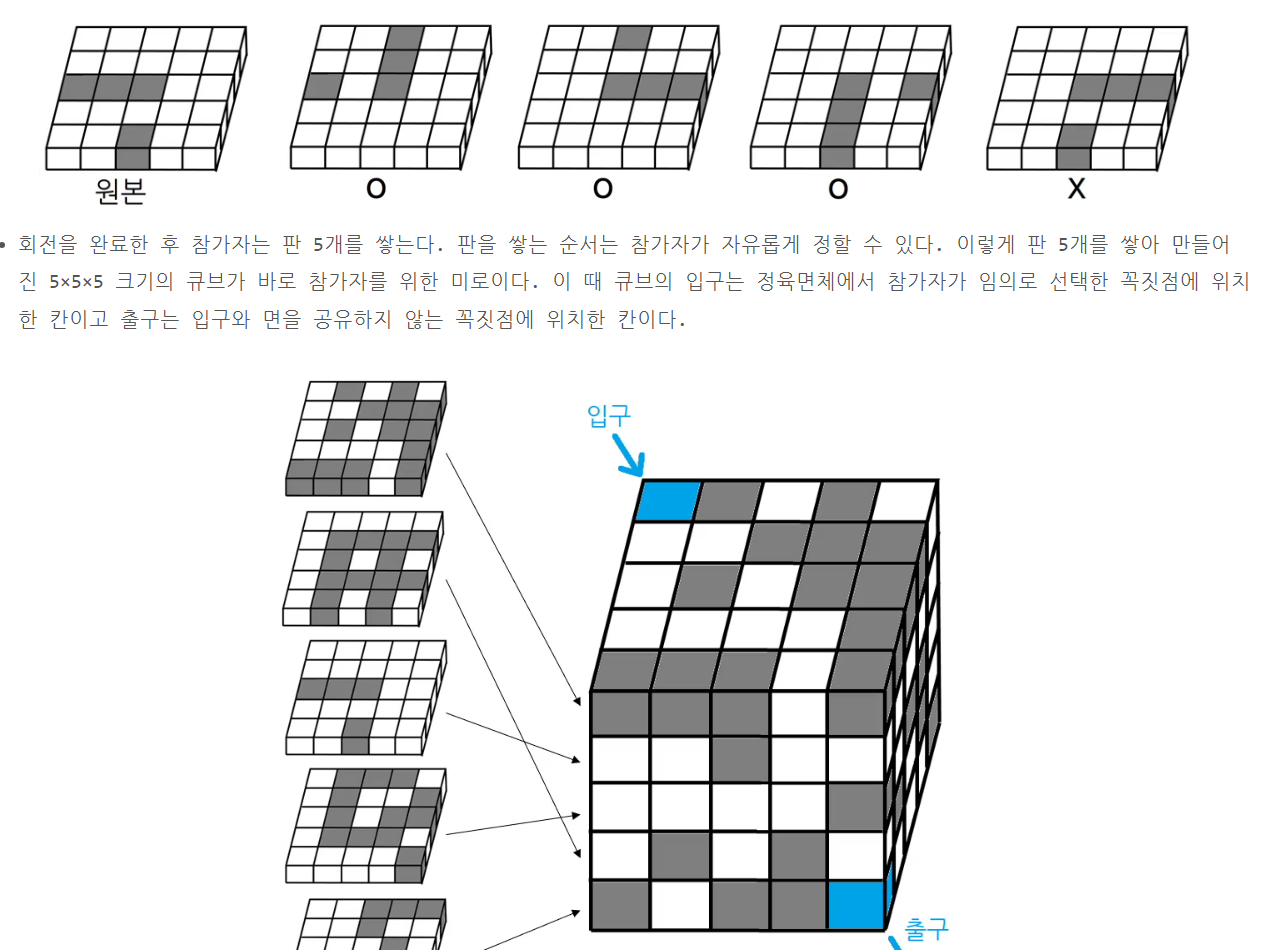 원본 O O O X
• 회전을 완료한 후 참가자는 판 5개를 쌓는다. 판을 쌓는 순서는 참가자가 자유롭게 정할 수 있다. 이렇게 판 5개를 쌓아 만들어
진 5×5×5 크기의 큐브가 바로 참가자를 위한 미로이다. 이 때 큐브의 입구는 정육면체에서 참가자가 임의로 선택한 꼭짓점에 위치
한 칸이고 출구는 입구와 면을 공유하지 않는 꼭짓점에 위치한 칸이다.
입구
출구